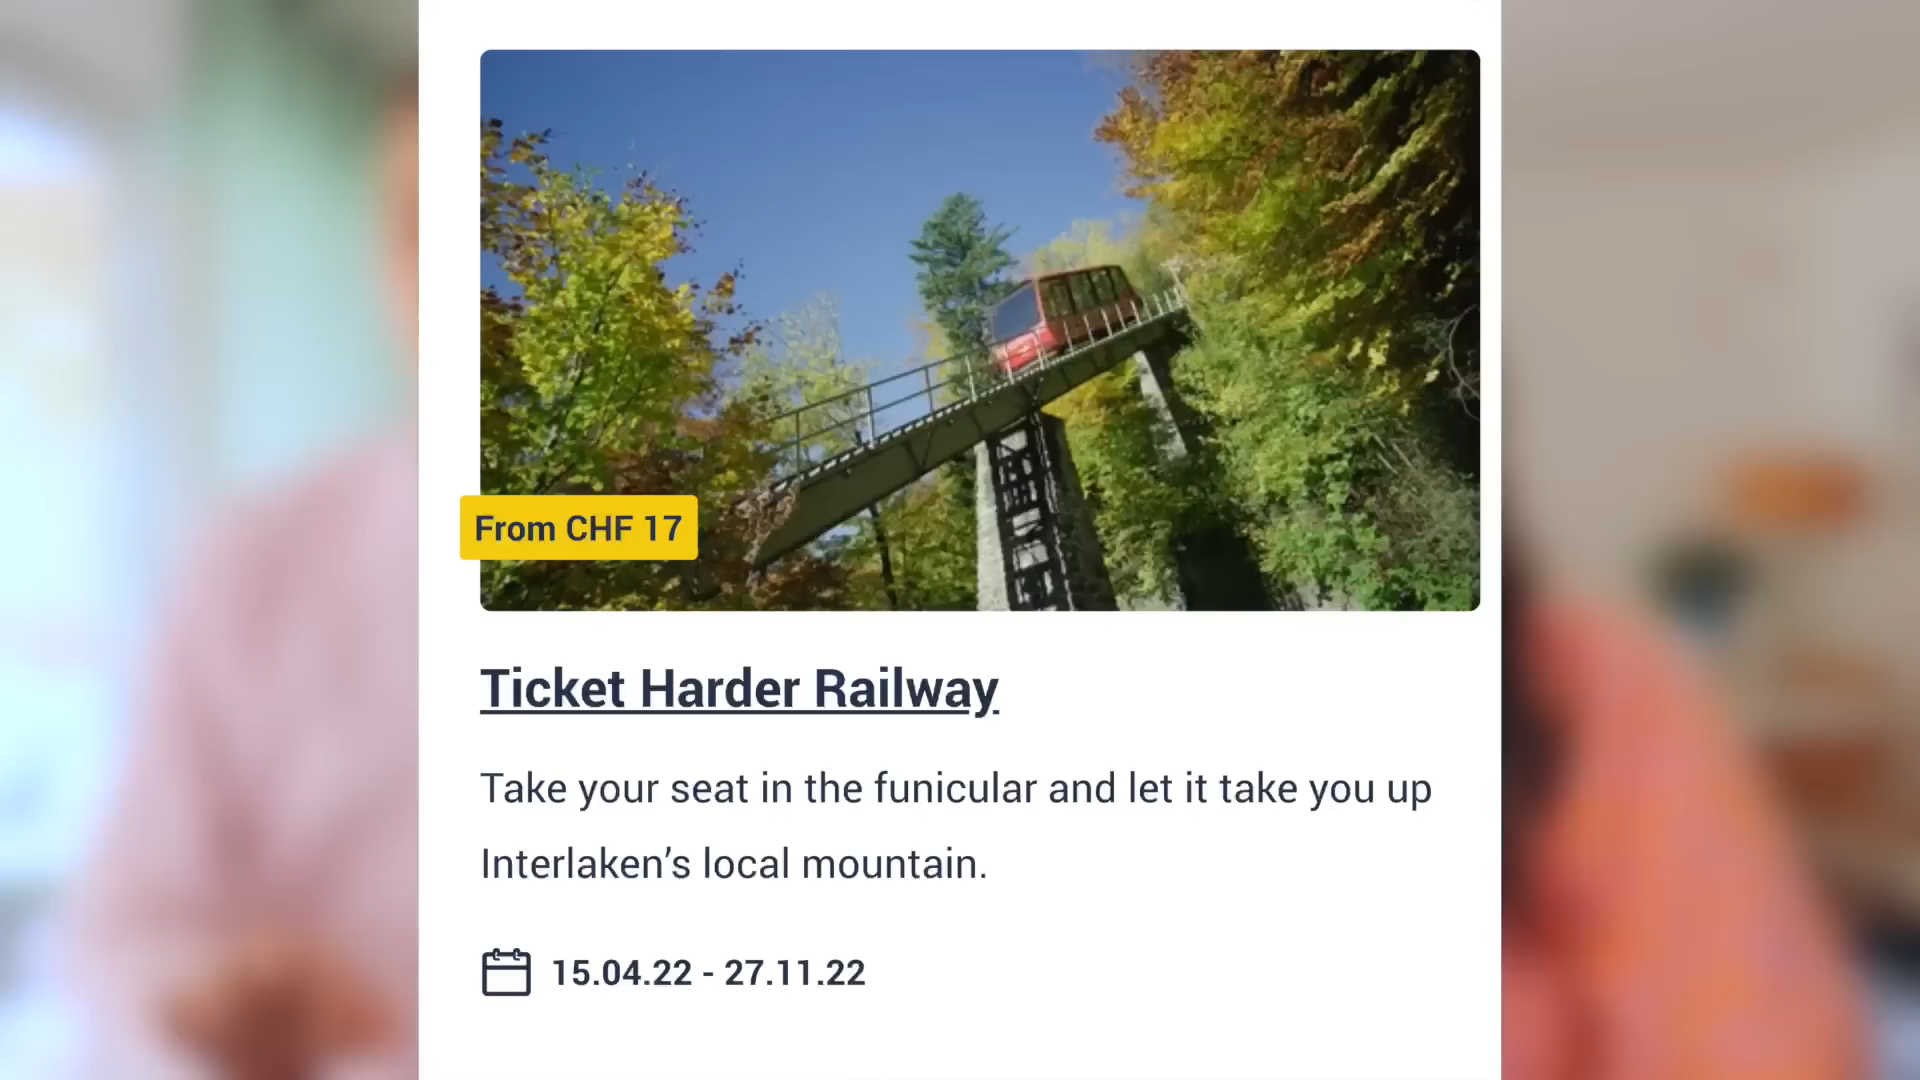 From CHF 17
Ticket Harder Railway
Take your seat in the funicular and let it take you up
Interlaken’s local mountain.
15.04.22 - 27.11.22